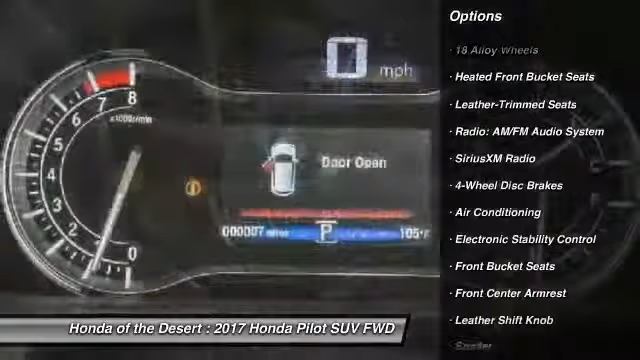 0 mph
8
7
6
5
4
3
2
0
x1000r/min
Door Open
P
Honda of the Desert : 2017 Honda Pilot SUV FWD
Options
· 18 Alloy Wheels
· Heated Front Bucket Seats
· Leather-Trimmed Seats
· Radio: AM/FM Audio System
· SiriusXM Radio
· 4-Wheel Disc Brakes
· Air Conditioning
· Electronic Stability Control
· Front Bucket Seats
· Front Center Armrest
· Leather Shift Knob